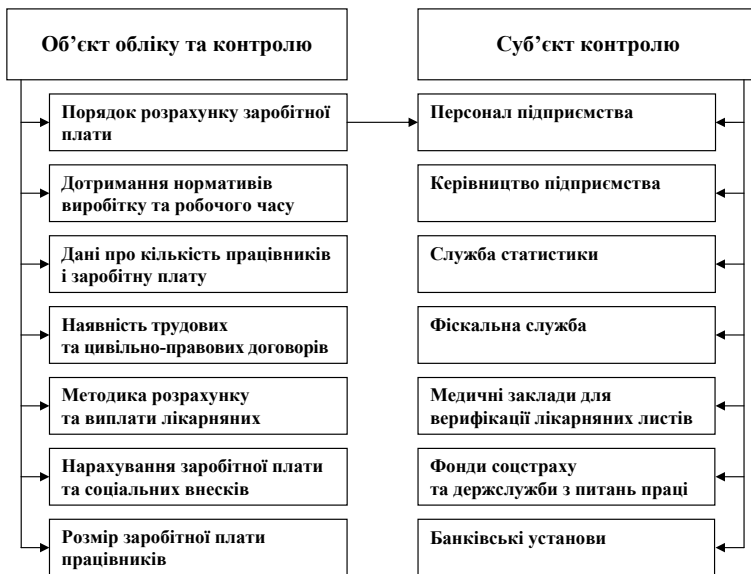 Об’єкт обліку та контролю
Суб’єкт контролю
Порядок розрахунку заробітної
плати
Персонал підприємства
Дотримання нормативів
виробітку та робочого часу
Керівництво підприємства
Дані про кількість працівників
і заробітну плату
Служба статистики
Наявність трудових
та цивільно-правових договорів
Фіскальна служба
Методика розрахунку
та виплати лікарняних
Медичні заклади для
верифікації лікарняних листів
Нарахування заробітної плати
та соціальних внесків
Фонди соцстраху
та держслужби з питань праці
Розмір заробітної плати
працівників
Банківські установи